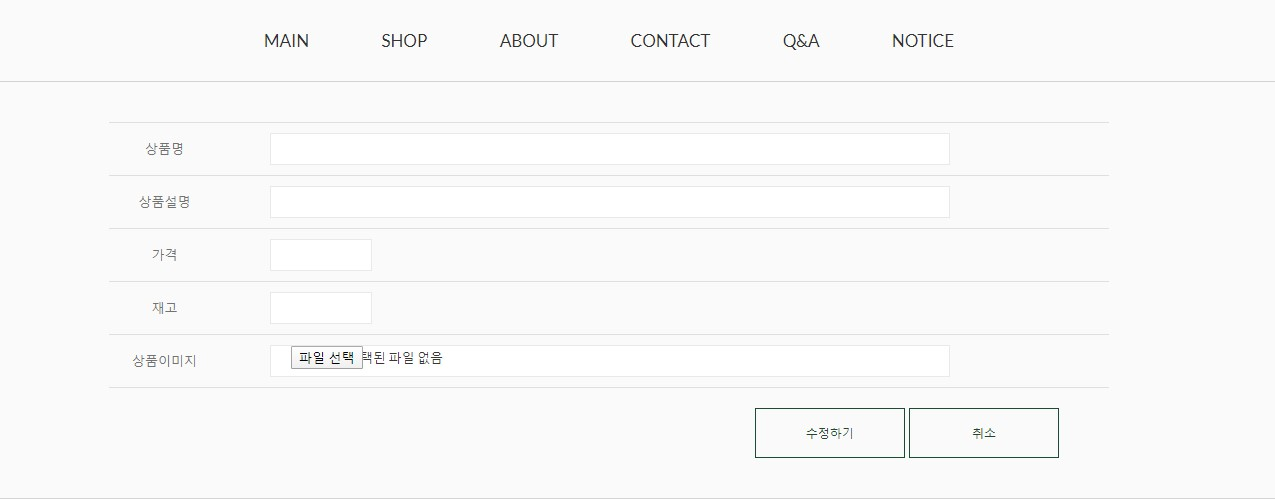 MAIN SHOP ABOUT CONTACT Q&A NOTICE
상품명
상품설명
가격
재고
상품이미지 파일 선택 택된 파일 없음
수정하기 취소